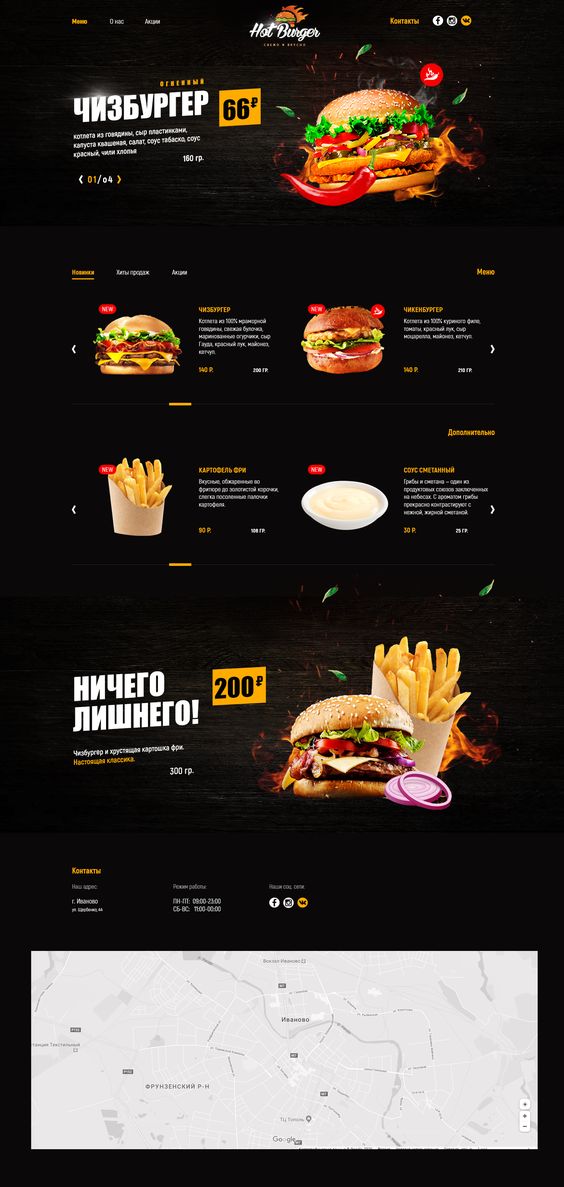 Меню О нас Акции
Hot Burger
СВЕЖО И ВКУСНО
Контакты
ОГНЕННЫЙ
ЧИЗБУРГЕР
66₽
котлета из говядины, сыр пластинками,
капуста квашеная, салат, соус табаско, соус
красный, чили хлопья
160 гр.
01/04
Новинки Хиты продаж Акции
Меню
NEW
ЧИЗБУРГЕР
Котлета из 100% мраморной
говядины, свежая булочка,
маринованные огурчики, сыр
Гауда, красный лук, майонез,
кетчуп.
140 Р. 200 ГР.
NEW
ЧИКЕНБУРГЕР
Котлета из 100% куриного филе,
томаты, красный лук, сыр
моцарелла, майонез, кетчуп.
140 Р. 210 ГР.
Дополнительно
NEW
КАРТОФЕЛЬ ФРИ
Вкусные, обжаренные во
фритюре до золотистой корочки,
слегка посоленные палочки
картофеля.
90 Р. 108 ГР.
NEW
СОУС СМЕТАННЫЙ
Грибы и сметана – один из
продуктовых союзов заключенных
на небесах. С ароматом грибы
прекрасно контрастируют с
нежной, жирной сметаной.
30 Р. 25 ГР.
НИЧЕГО
ЛИШНЕГО!
200₽
Чизбургер и хрустящая картошка фри.
Настоящая классика.
300 гр.
Контакты
Наш адрес: Режим работы: Наши соц. сети:
г. Иваново
ул. Щербенко, 4А
ПН-ПТ: 09:00-23:00
СБ-ВС: 11:00-00:00
Вокзал Иваново
Иваново
танция Текстильный
ФРУНЗЕНСКИЙ Р-Н
ТЦ Тополь
Google